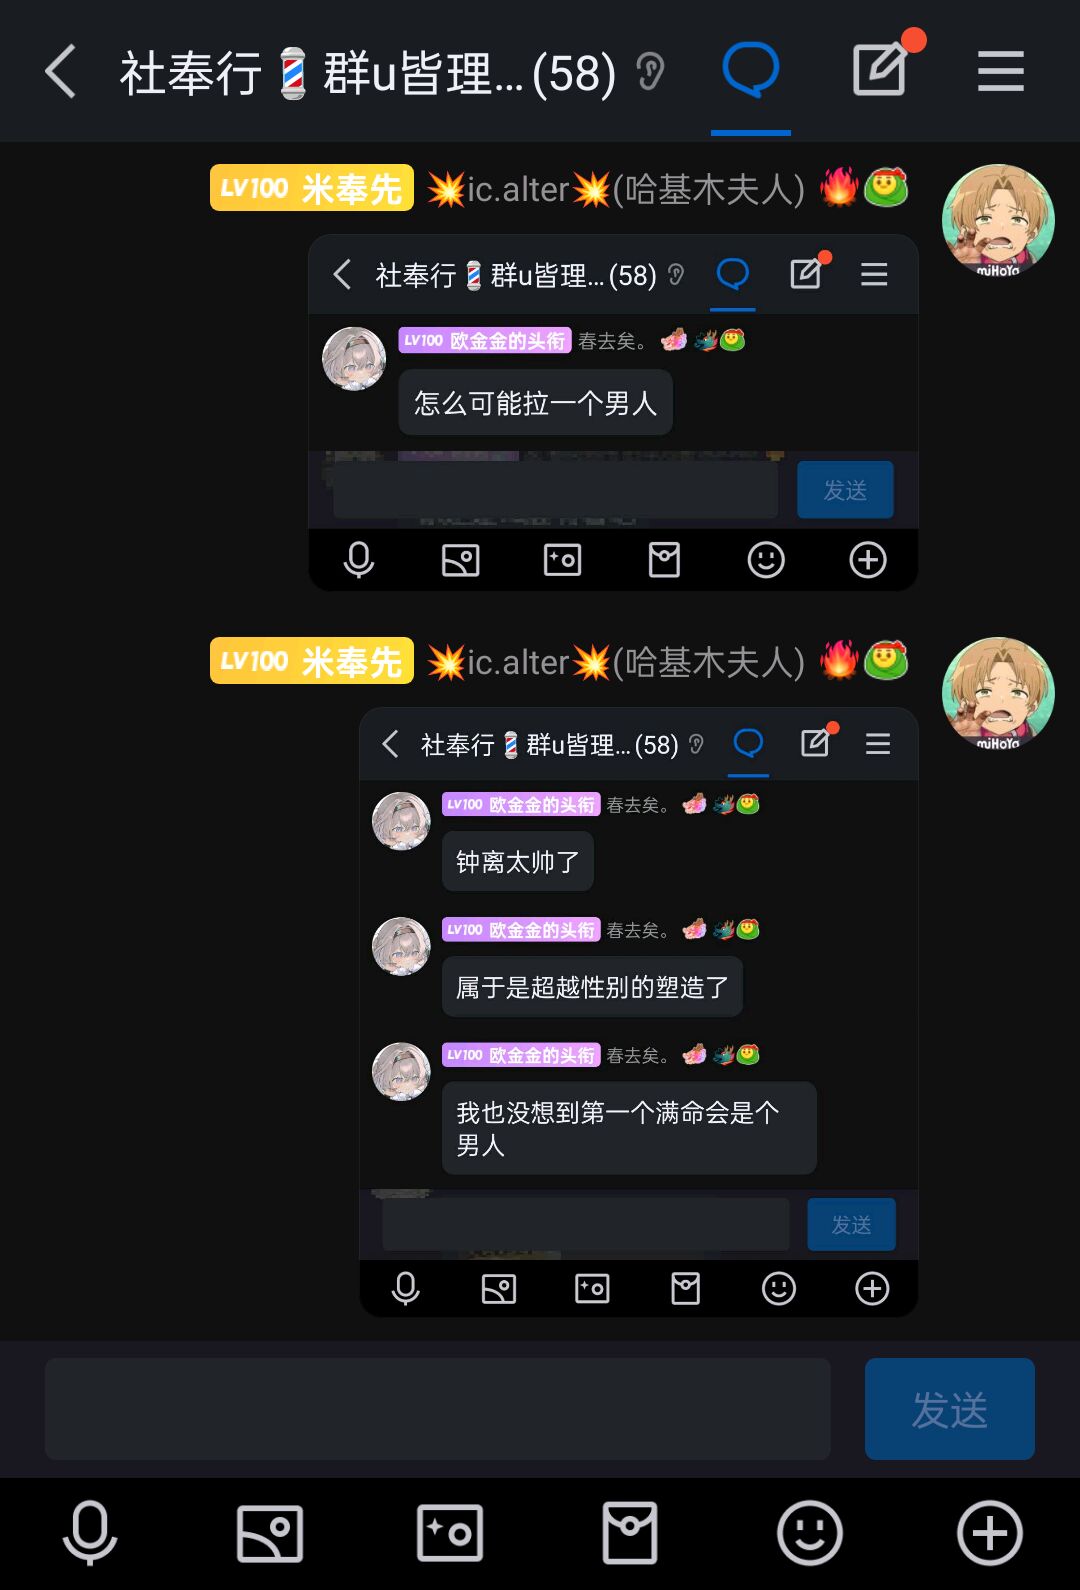 社奉行💈群u皆理...(58)
LV100 米奉先 💥ic.alter💥(哈基木夫人)
miHoYo
社奉行💈群u皆理...(58)
LV100 欧金金的头衔 春去矣。
怎么可能拉一个男人
发送
LV100 米奉先 💥ic.alter💥(哈基木夫人)
miHoYo
社奉行💈群u皆理...(58)
LV100 欧金金的头衔 春去矣。
钟离太帅了
LV100 欧金金的头衔 春去矣。
属于是超越性别的塑造了
LV100 欧金金的头衔 春去矣。
我也没想到第一个满命会是个
男人
发送
发送